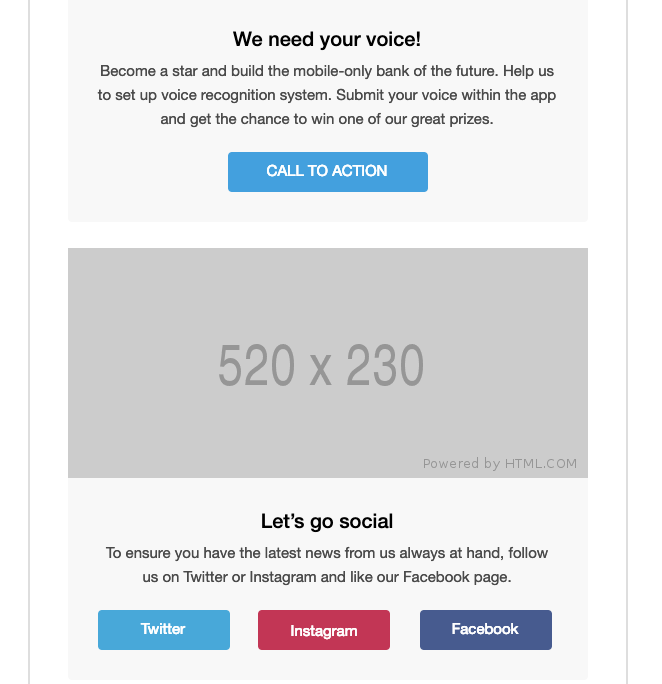 We need your voice!
Become a star and build the mobile-only bank of the future. Help us
to set up voice recognition system. Submit your voice within the app
and get the chance to win one of our great prizes.
CALL TO ACTION
520 x 230
Powered by HTML.COM
Let’s go social
To ensure you have the latest news from us always at hand, follow
us on Twitter or Instagram and like our Facebook page.
Twitter
Instagram
Facebook